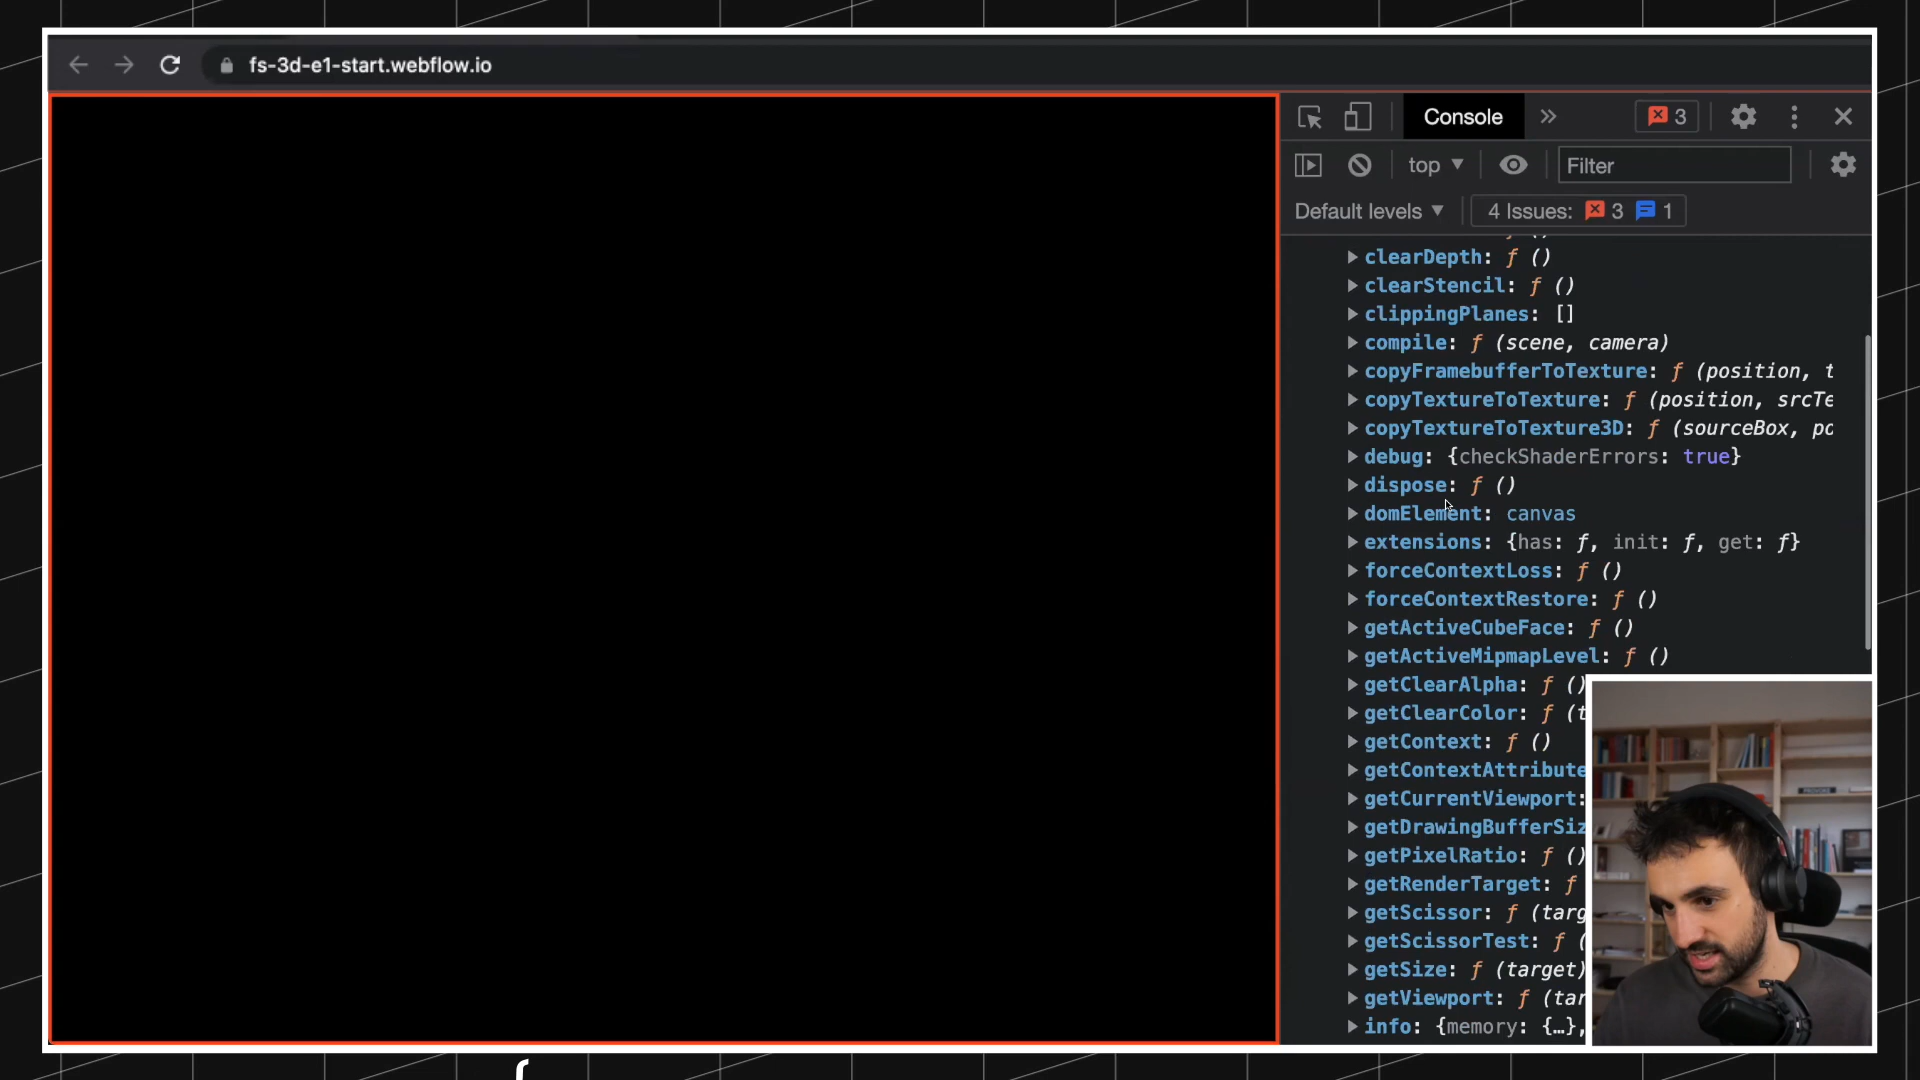 fs-3d-e1-start.webflow.io
Console
3
top
Filter
Default levels
4 Issues: 3 1
clearDepth: ƒ ()
clearStencil: ƒ ()
clippingPlanes: []
compile: ƒ (scene, camera)
copyFramebufferToTexture: ƒ (position, t
copyTextureToTexture: ƒ (position, srcTe
copyTextureToTexture3D: ƒ (sourceBox, po
debug: {checkShaderErrors: true}
dispose: ƒ ()
domElement: canvas
extensions: {has: ƒ, init: ƒ, get: ƒ}
forceContextLoss: ƒ ()
forceContextRestore: ƒ ()
getActiveCubeFace: ƒ ()
getActiveMipmapLevel: ƒ ()
getClearAlpha: ƒ ()
getClearColor: ƒ (t
getContext: ƒ ()
getContextAttribute
getCurrentViewport:
getDrawingBufferSiz
getPixelRatio: ƒ ()
getRenderTarget: ƒ
getScissor: ƒ (targ
getScissorTest: ƒ (
getSize: ƒ (target)
getViewport: ƒ (tar
info: {memory: {…},